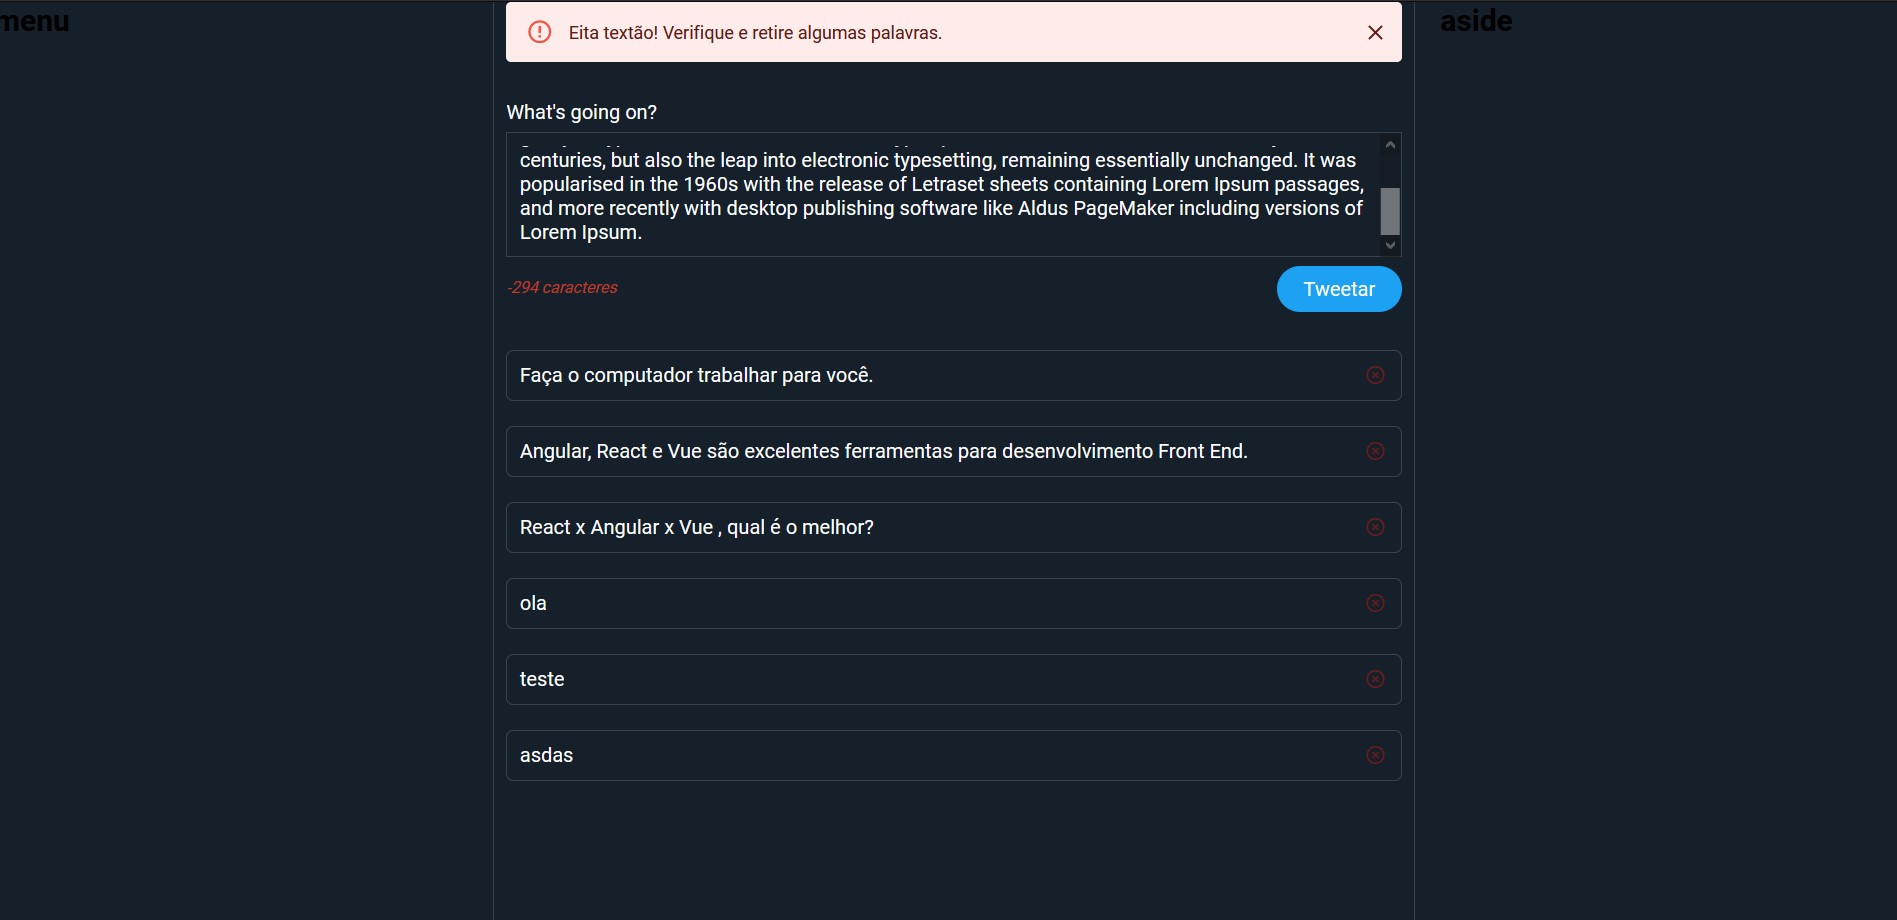 menu
aside
Eita textão! Verifique e retire algumas palavras.
What's going on?
centuries, but also the leap into electronic typesetting, remaining essentially unchanged. It was
popularised in the 1960s with the release of Letraset sheets containing Lorem Ipsum passages,
and more recently with desktop publishing software like Aldus PageMaker including versions of
Lorem Ipsum.
-294 caracteres
Tweetar
Faça o computador trabalhar para você.
Angular, React e Vue são excelentes ferramentas para desenvolvimento Front End.
React x Angular x Vue , qual é o melhor?
ola
teste
asdas